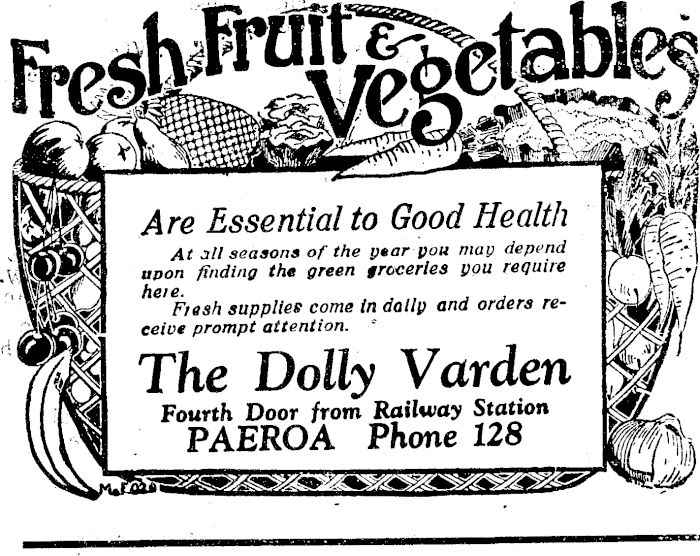 Fresh Fruit &
Vegetables
Are Essential to Good Health
At all seasons of the year you may depend
upon finding the green groceries you require
here.
Fresh supplies come in daily and orders re-
ceive prompt attention.
The Dolly Varden
Fourth Door from Railway Station
PAEROA Phone 128